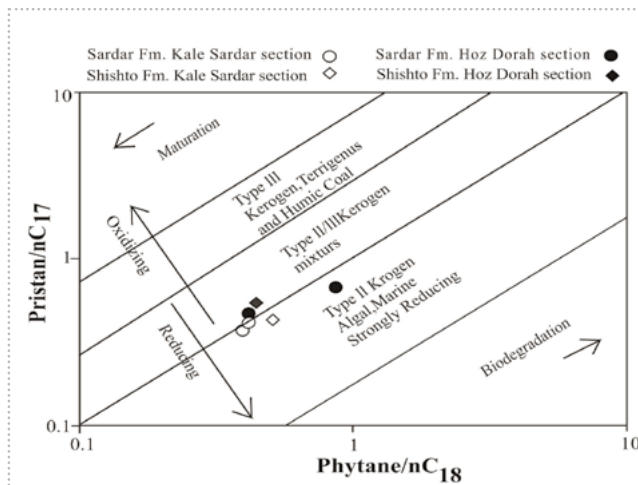 Sardar Fm. Kale Sardar section
Shishto Fm. Kale Sardar section
Sardar Fm. Hoz Dorah section
Shishto Fm. Hoz Dorah section
10
1
0.1
Pristan/nC17
Maturation
Oxidizing
Reducing
Type III
Kerogen,Terrigenus
and Humic Coal
Type II/IIIKerogen
mixturs
Type II Krogen
Algal,Marine
Strongly Reducing
Biodegradation
0.1
1
10
Phytane/nC18